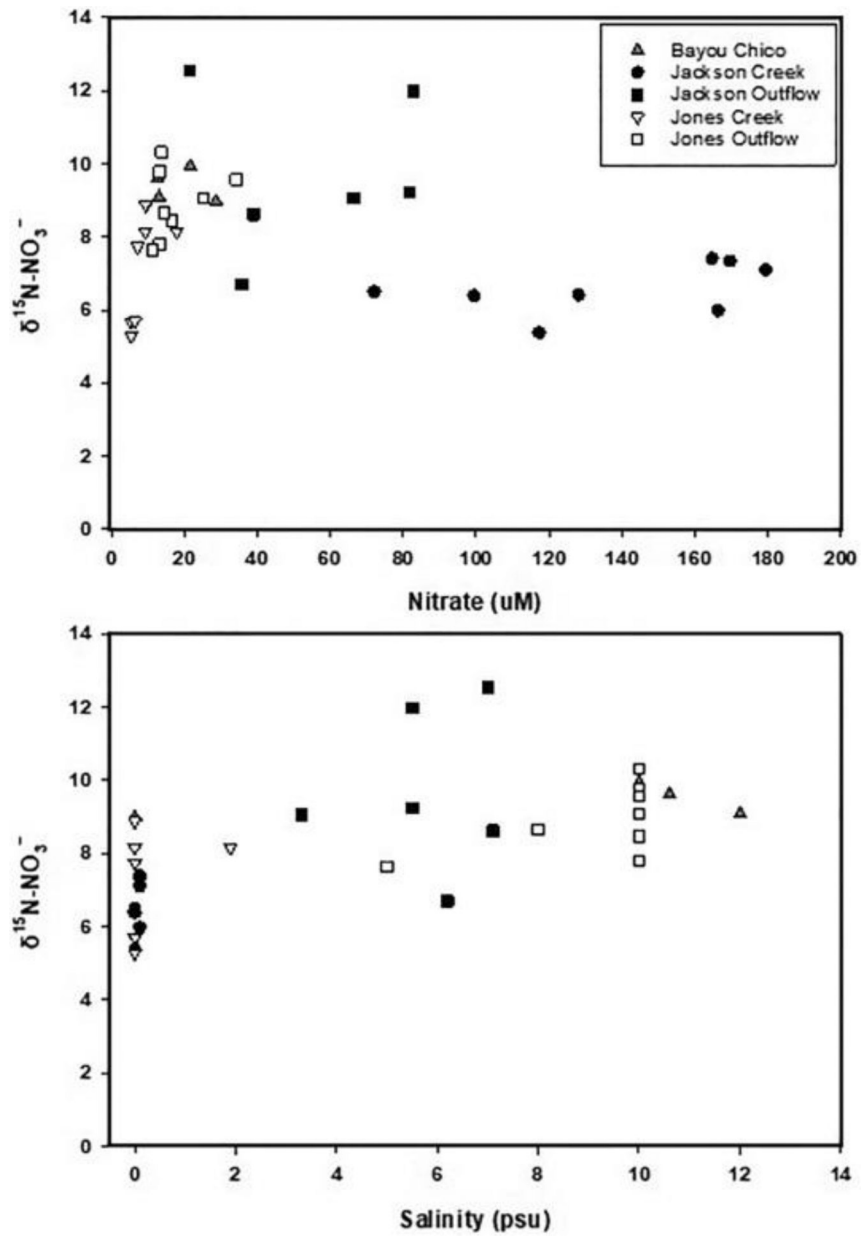 14
12
10
8
6
4
2
0
δ¹⁵N-NO₃⁻
Bayou Chico
Jackson Creek
Jackson Outflow
Jones Creek
Jones Outflow
0 20 40 60 80 100 120 140 160 180 200
Nitrate (uM)
14
12
10
8
6
4
2
0
δ¹⁵N-NO₃⁻
0 2 4 6 8 10 12 14
Salinity (psu)